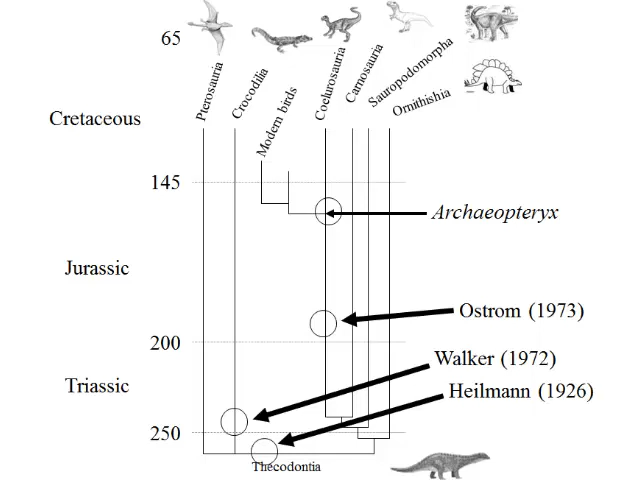 65
Pterosauria
Crocodilia
Modern birds
Coelurosauria
Carnosauria
Sauropodomorpha
Ornithishia
Cretaceous
145
Archaeopteryx
Jurassic
Ostrom (1973)
200
Walker (1972)
Triassic
Heilmann (1926)
250
Thecodontia